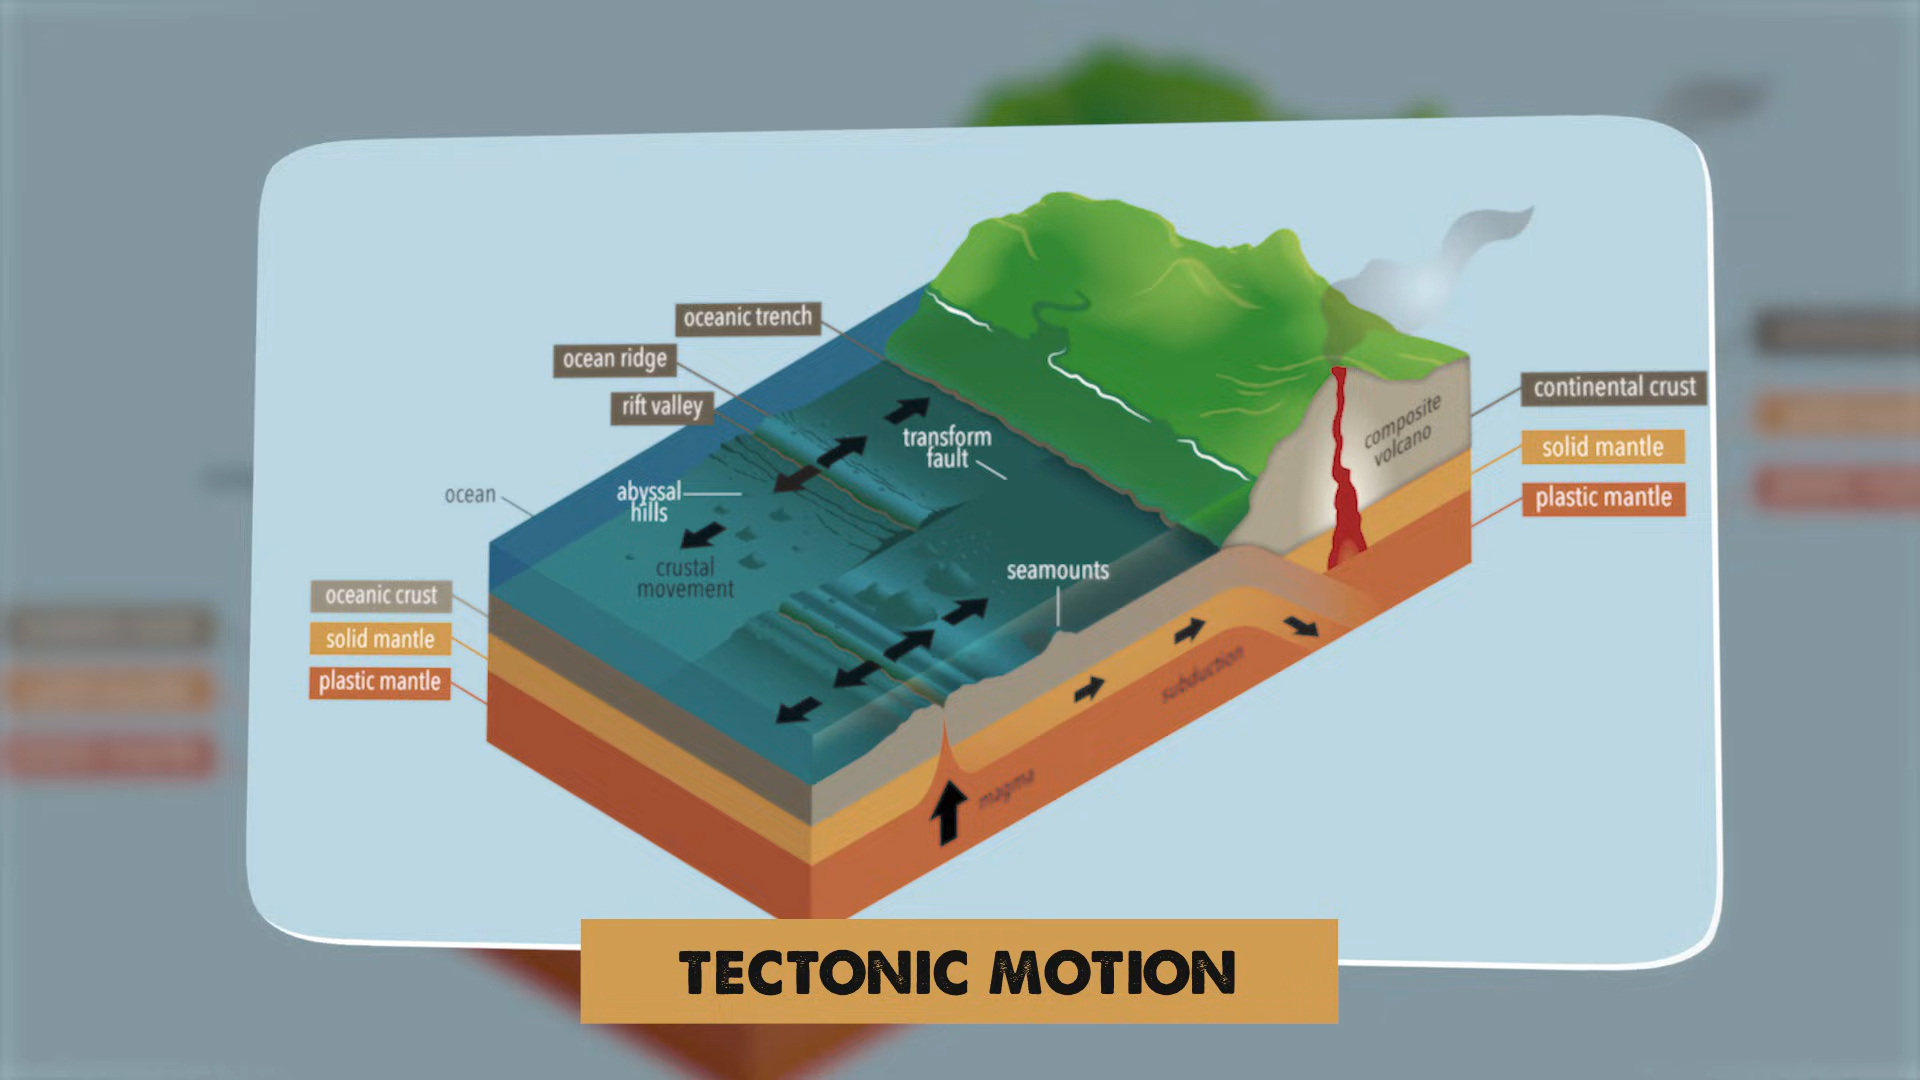 oceanic trench
ocean ridge
rift valley
continental crust
composite
volcano
transform
fault
solid mantle
ocean
abyssal
hills
plastic mantle
crustal
movement
seamounts
oceanic crust
solid mantle
plastic mantle
subduction
magma
TECTONIC MOTION